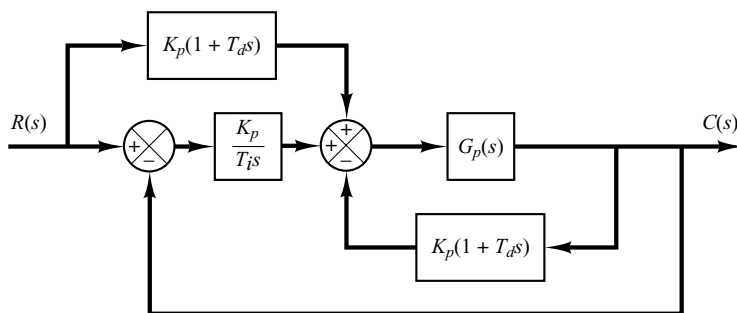 K_p(1 + T_d s)
R(s)
C(s)
+
+
−
K_p
T_i s
+
+
−
G_p(s)
K_p(1 + T_d s)